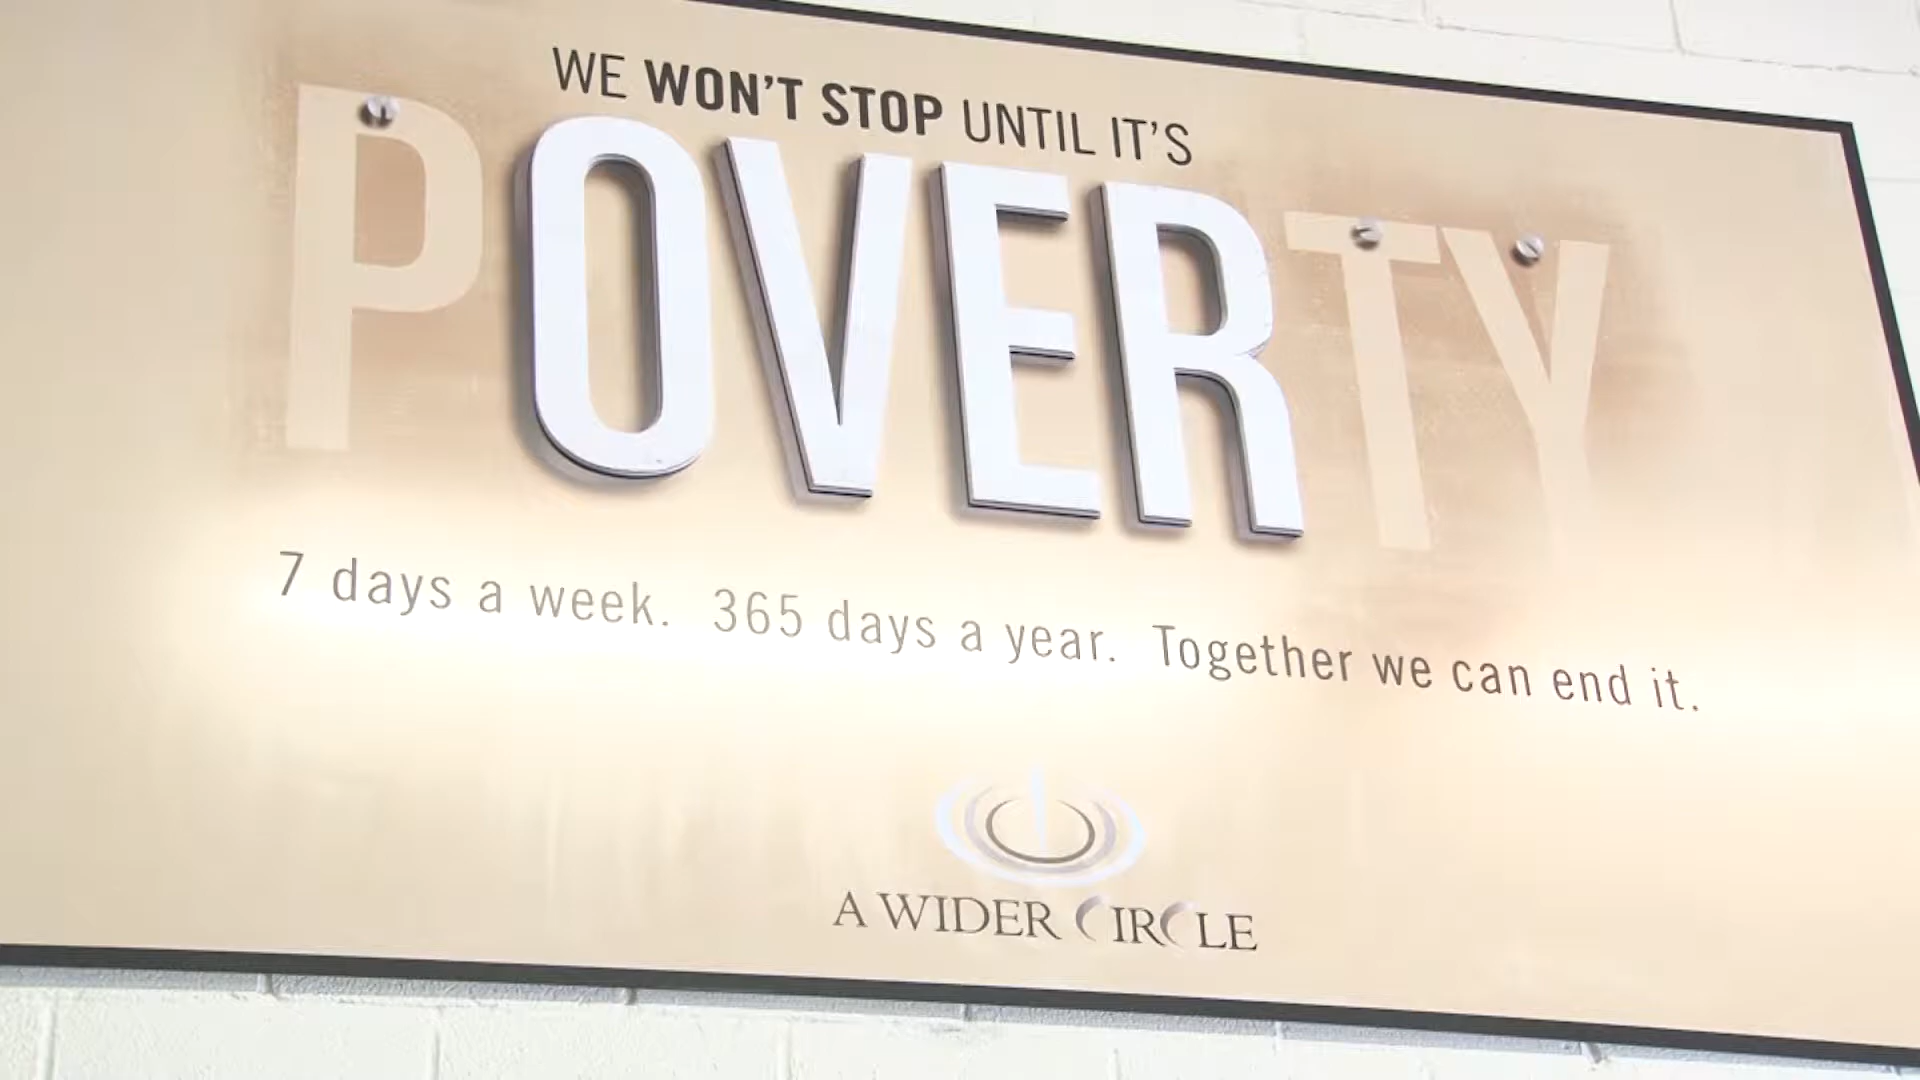 WE WON'T STOP UNTIL IT'S
POVERTY
7 days a week. 365 days a year. Together we can end it.
A WIDER CIRCLE